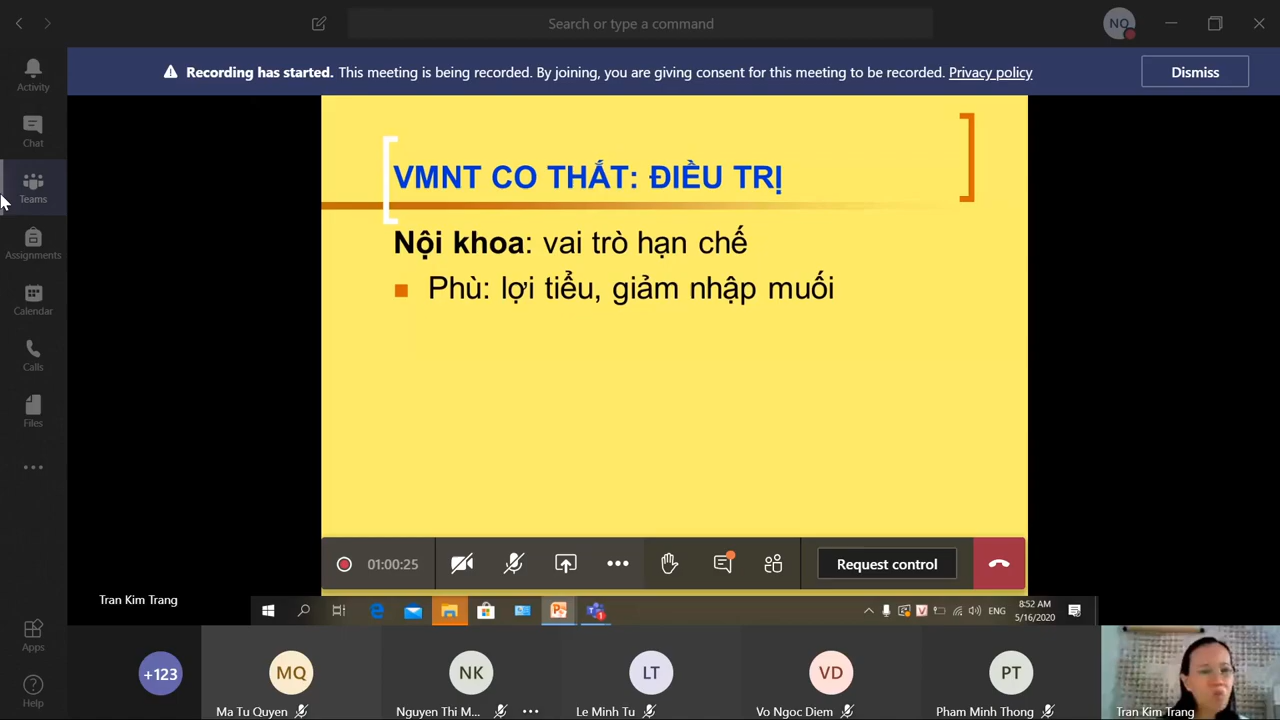 Search or type a command
NQ
Recording has started. This meeting is being recorded. By joining, you are giving consent for this meeting to be recorded. Privacy policy
Dismiss
Activity
Chat
Teams
Assignments
Calendar
Calls
Files
Apps
Help
VMNT CO THẮT: ĐIỀU TRỊ
Nội khoa: vai trò hạn chế
Phù: lợi tiểu, giảm nhập muối
01:00:25
Request control
Tran Kim Trang
ENG
8:52 AM
5/16/2020
+123
MQ
NK
LT
VD
PT
Ma Tu Quyen
Nguyen Thi M...
Le Minh Tu
Vo Ngoc Diem
Pham Minh Thong
Tran Kim Trang